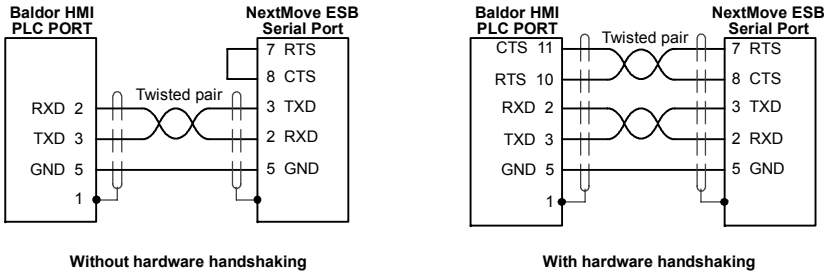 Baldor HMI
PLC PORT
NextMove ESB
Serial Port
7 RTS
8 CTS
Twisted pair
RXD 2
3 TXD
TXD 3
2 RXD
GND 5
5 GND
1
Without hardware handshaking
Baldor HMI
PLC PORT
NextMove ESB
Serial Port
CTS 11
Twisted pair
7 RTS
RTS 10
8 CTS
RXD 2
3 TXD
TXD 3
2 RXD
GND 5
5 GND
1
With hardware handshaking